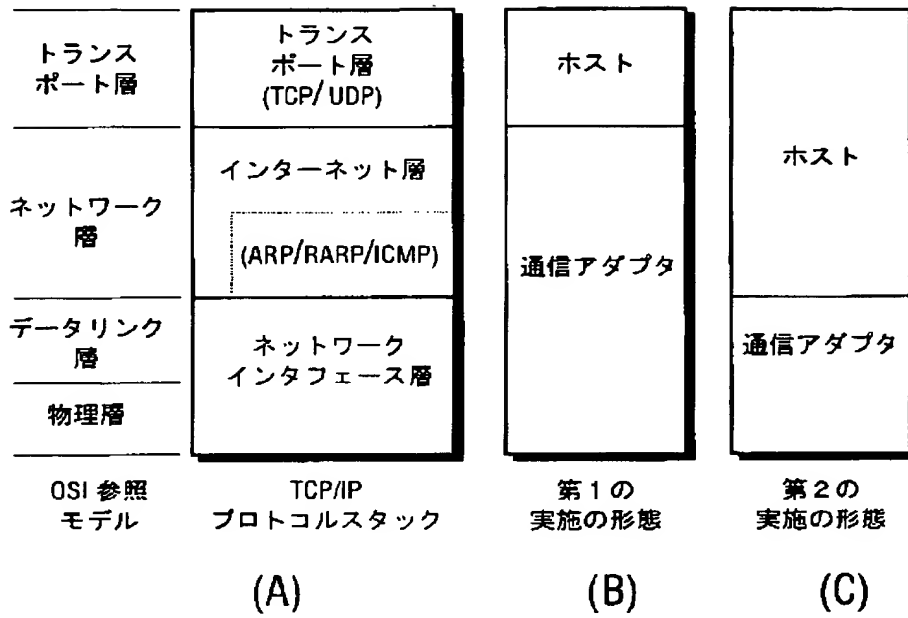 トランス
ポート層
ネットワーク
層
データリンク
層
物理層
OSI 参照
モデル
トランス
ポート層
(TCP/UDP)
インターネット層
(ARP/RARP/ICMP)
ネットワーク
インタフェース層
TCP/IP
プロトコルスタック
(A)
ホスト
通信アダプタ
第1の
実施の形態
(B)
ホスト
通信アダプタ
第2の
実施の形態
(C)